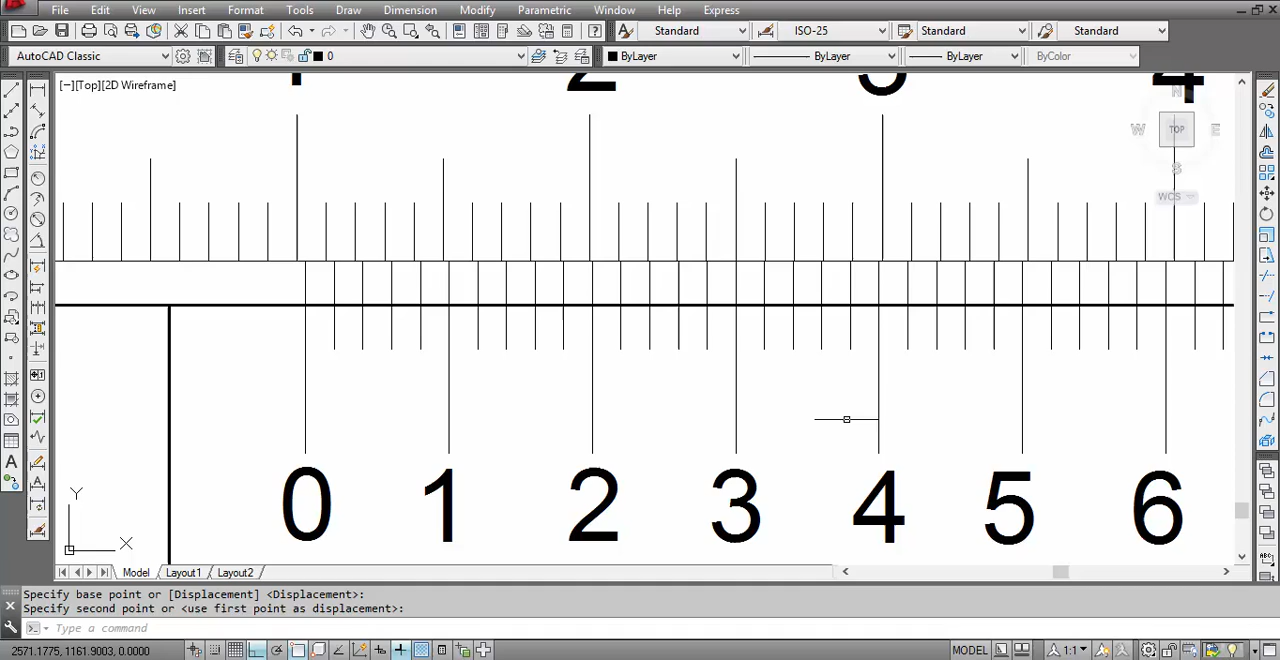 File Edit View Insert Format Tools Draw Dimension Modify Parametric Window Help Express
Standard ISO-25 Standard Standard
AutoCAD Classic 0 ByLayer ByLayer ByLayer ByColor
[−][Top][2D Wireframe]
1 2 3 4
N
W TOP E
S
WCS
0 1 2 3 4 5 6
Y
X
Model Layout1 Layout2
Specify base point or [Displacement] <Displacement>:
Specify second point or <use first point as displacement>:
Type a command
2571.1775, 1161.9003, 0.0000 MODEL 1:1